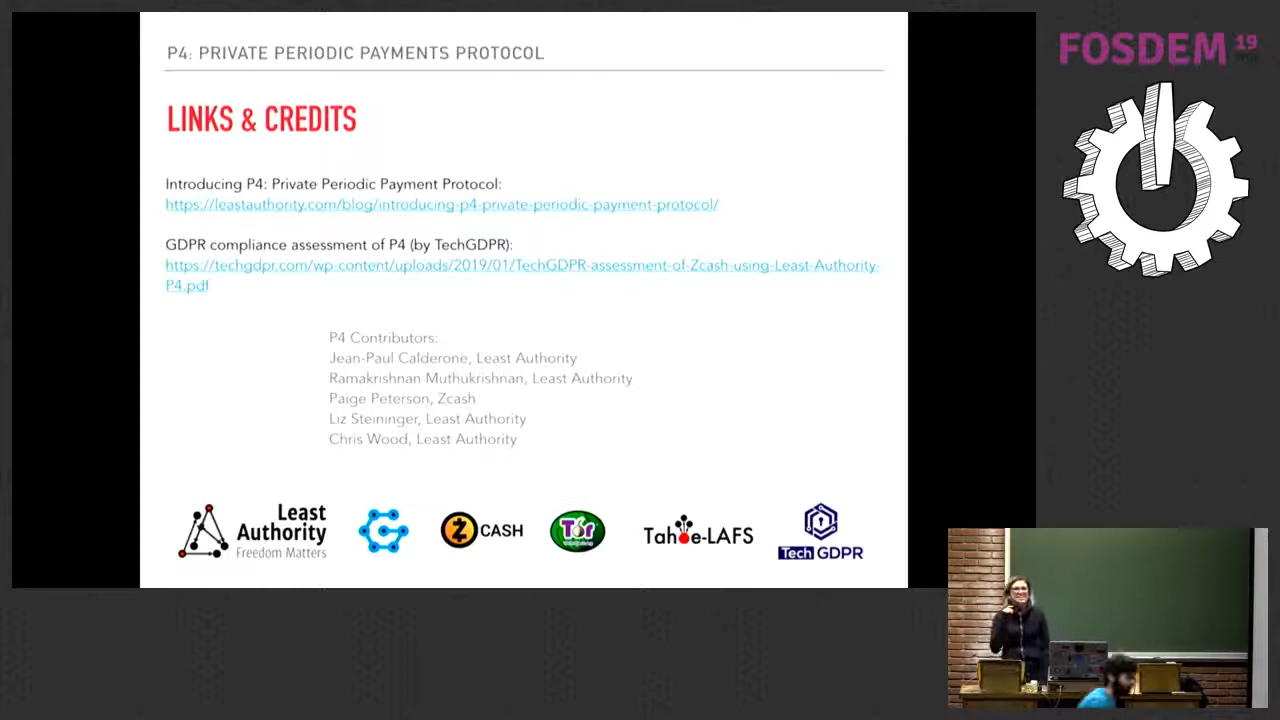 P4: PRIVATE PERIODIC PAYMENTS PROTOCOL
FOSDEM 19
LINKS & CREDITS
Introducing P4: Private Periodic Payment Protocol:
https://leastauthority.com/blog/introducing-p4-private-periodic-payment-protocol/
GDPR compliance assessment of P4 (by TechGDPR):
https://techgdpr.com/wp-content/uploads/2019/01/TechGDPR-assessment-of-Zcash-using-Least-Authority-
P4.pdf
P4 Contributors:
Jean-Paul Calderone, Least Authority
Ramakrishnan Muthukrishnan, Least Authority
Paige Peterson, Zcash
Liz Steininger, Least Authority
Chris Wood, Least Authority
Least
Authority
Freedom Matters
CASH
Tor
Tahoe-LAFS
Tech GDPR